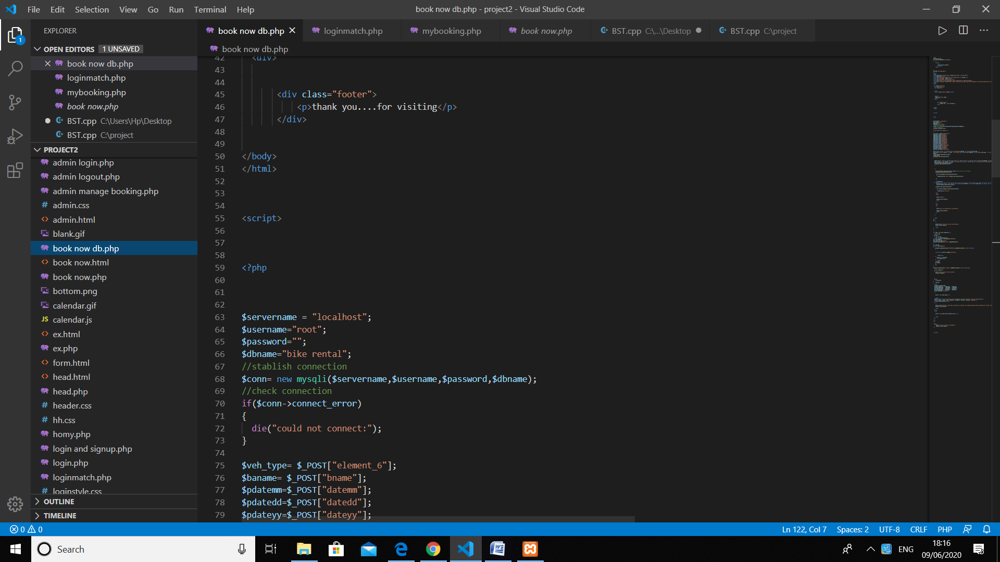 File Edit Selection View Go Run Terminal Help
book now db.php - project2 - Visual Studio Code
EXPLORER
OPEN EDITORS 1 UNSAVED
book now db.php
loginmatch.php
mybooking.php
book now.php
BST.cpp C:\Users\Hp\Desktop
BST.cpp C:\project
PROJECT2
admin login.php
admin logout.php
admin manage booking.php
admin.css
admin.html
blank.gif
book now db.php
book now.html
book now.php
bottom.png
calendar.gif
calendar.js
ex.html
ex.php
form.html
head.html
head.php
header.css
hh.css
homy.php
login and signup.php
login.php
loginmatch.php
loginstyle.css
OUTLINE
TIMELINE
book now db.php loginmatch.php mybooking.php book now.php BST.cpp C:\...\Desktop BST.cpp C:\project
book now db.php
42 <div>
43
44
45 <div class="footer">
46 <p>thank you....for visiting</p>
47 </div>
48
49
50 </body>
51 </html>
52
53
54
55 <script>
56
57
58
59 <?php
60
61
62
63 $servername = "localhost";
64 $username="root";
65 $password="";
66 $dbname="bike rental";
67 //stablish connection
68 $conn= new mysqli($servername,$username,$password,$dbname);
69 //check connection
70 if($conn->connect_error)
71 {
72 die("could not connect:");
73 }
74
75 $veh_type= $_POST["element_6"];
76 $baname= $_POST["bname"];
77 $pdatemm=$_POST["datemm"];
78 $pdatedd=$_POST["datedd"];
79 $pdateyy=$_POST["dateyy"];
0 0
Ln 122, Col 7 Spaces: 2 UTF-8 CRLF PHP
Search
ENG
18:16
09/06/2020